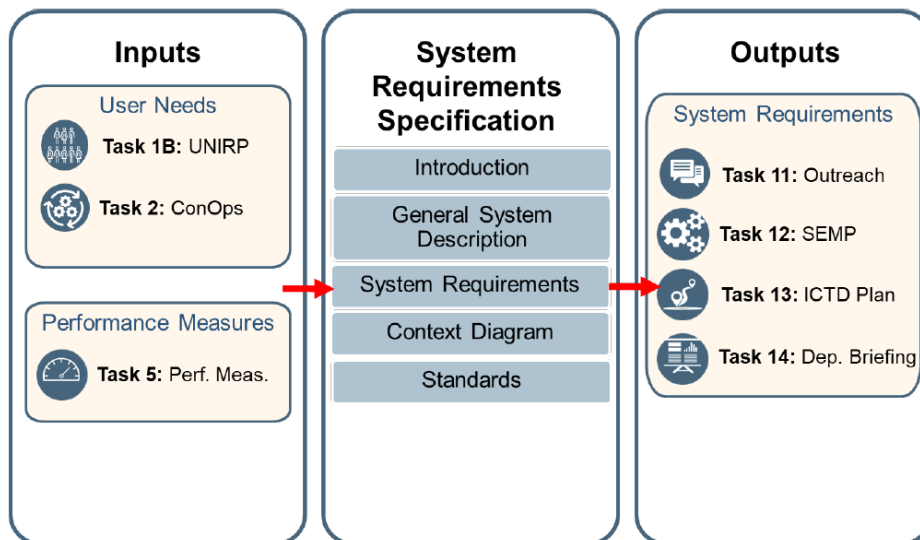 Inputs
User Needs
Task 1B: UNIRP
Task 2: ConOps
Performance Measures
Task 5: Perf. Meas.
System
Requirements
Specification
Introduction
General System
Description
System Requirements
Context Diagram
Standards
Outputs
System Requirements
Task 11: Outreach
Task 12: SEMP
Task 13: ICTD Plan
Task 14: Dep. Briefing